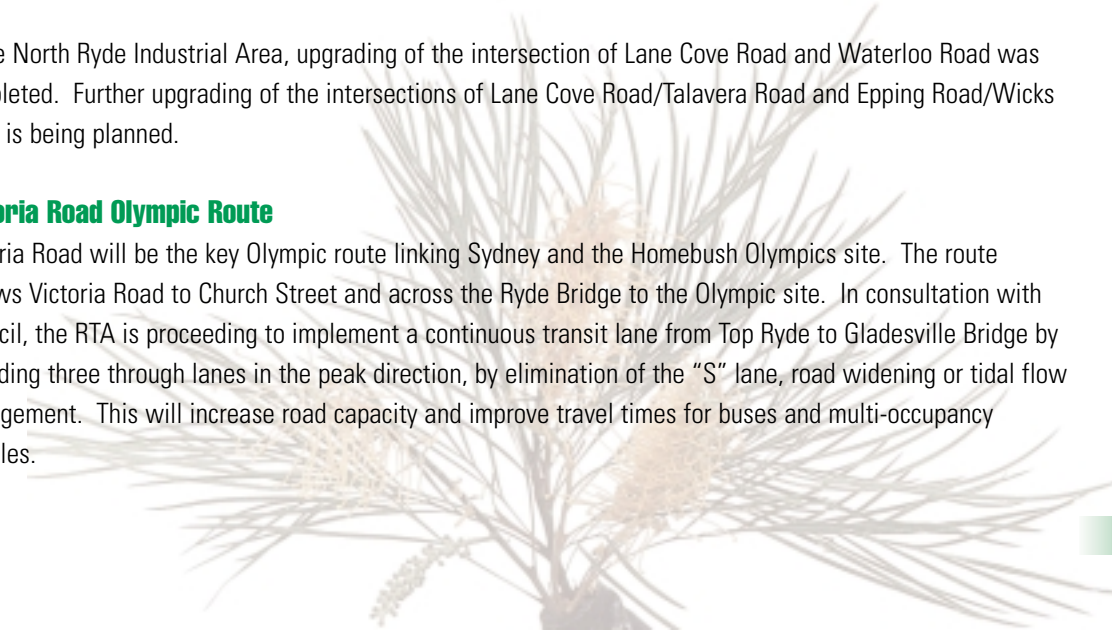 e North Ryde Industrial Area, upgrading of the intersection of Lane Cove Road and Waterloo Road was
leted. Further upgrading of the intersections of Lane Cove Road/Talavera Road and Epping Road/Wicks
is being planned.
oria Road Olympic Route
ria Road will be the key Olympic route linking Sydney and the Homebush Olympics site. The route
ws Victoria Road to Church Street and across the Ryde Bridge to the Olympic site. In consultation with
cil, the RTA is proceeding to implement a continuous transit lane from Top Ryde to Gladesville Bridge by
ding three through lanes in the peak direction, by elimination of the “S” lane, road widening or tidal flow
gement. This will increase road capacity and improve travel times for buses and multi-occupancy
les.